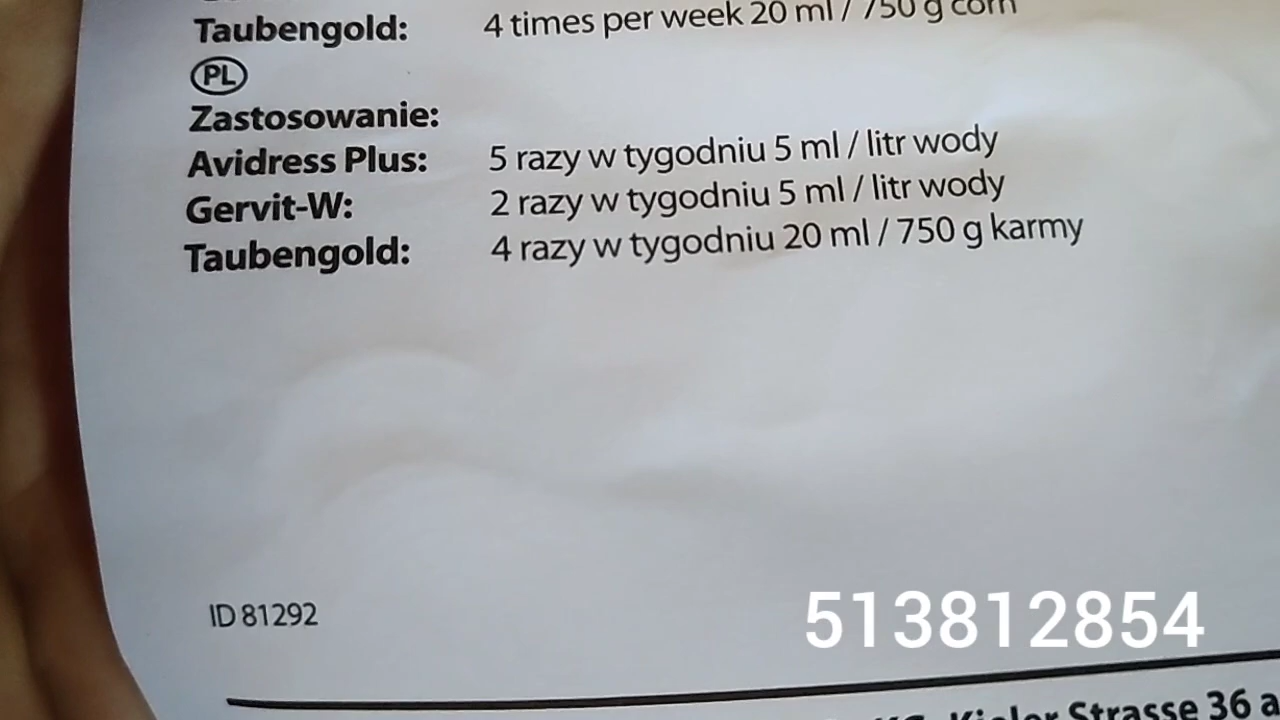 Taubengold: 4 times per week 20 ml / 750 g corn
PL
Zastosowanie:
Avidress Plus: 5 razy w tygodniu 5 ml / litr wody
Gervit-W: 2 razy w tygodniu 5 ml / litr wody
Taubengold: 4 razy w tygodniu 20 ml / 750 g karmy
ID 81292
513812854
Kieler Strasse 36 a